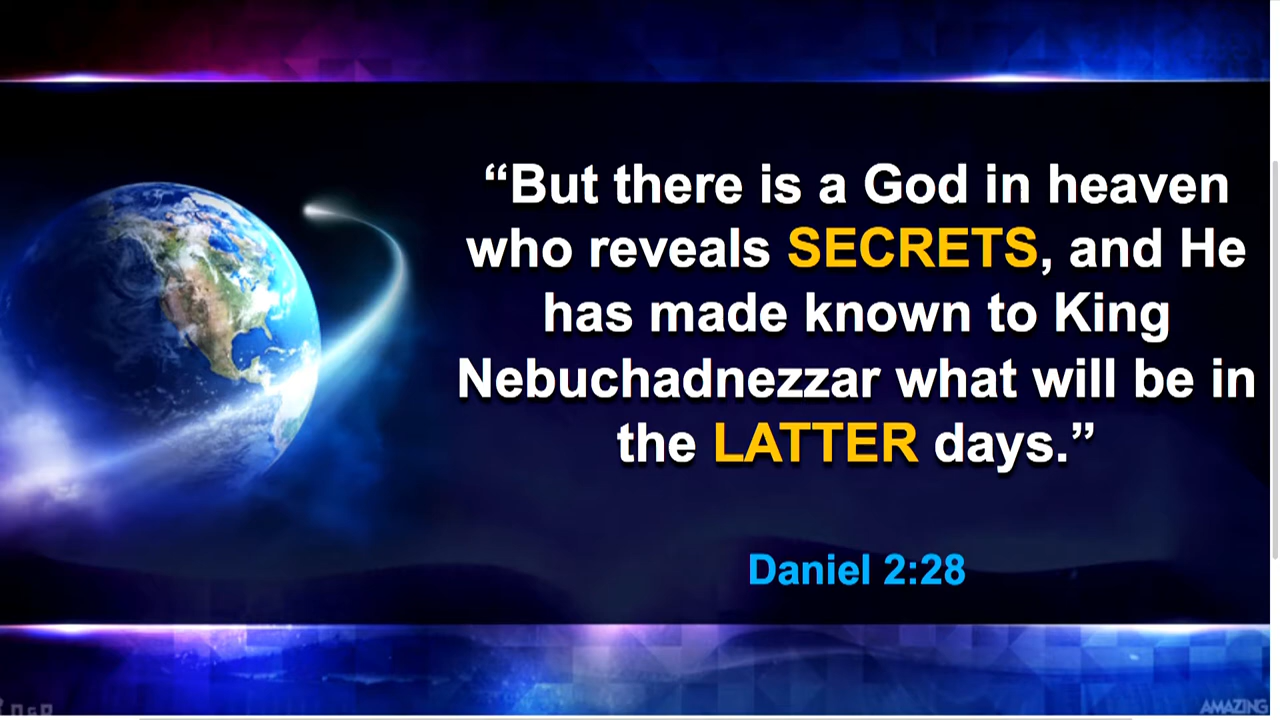 “But there is a God in heaven
who reveals SECRETS, and He
has made known to King
Nebuchadnezzar what will be in
the LATTER days.”
Daniel 2:28
AMAZING